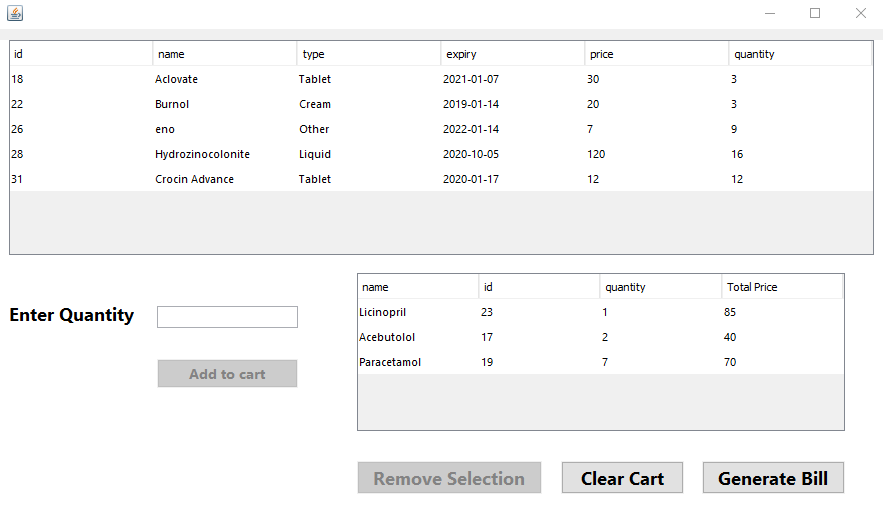 id name type expiry price quantity
18 Aclovate Tablet 2021-01-07 30 3
22 Burnol Cream 2019-01-14 20 3
26 eno Other 2022-01-14 7 9
28 Hydrozinocolonite Liquid 2020-10-05 120 16
31 Crocin Advance Tablet 2020-01-17 12 12
Enter Quantity
Add to cart
name id quantity Total Price
Licinopril 23 1 85
Acebutolol 17 2 40
Paracetamol 19 7 70
Remove Selection Clear Cart Generate Bill